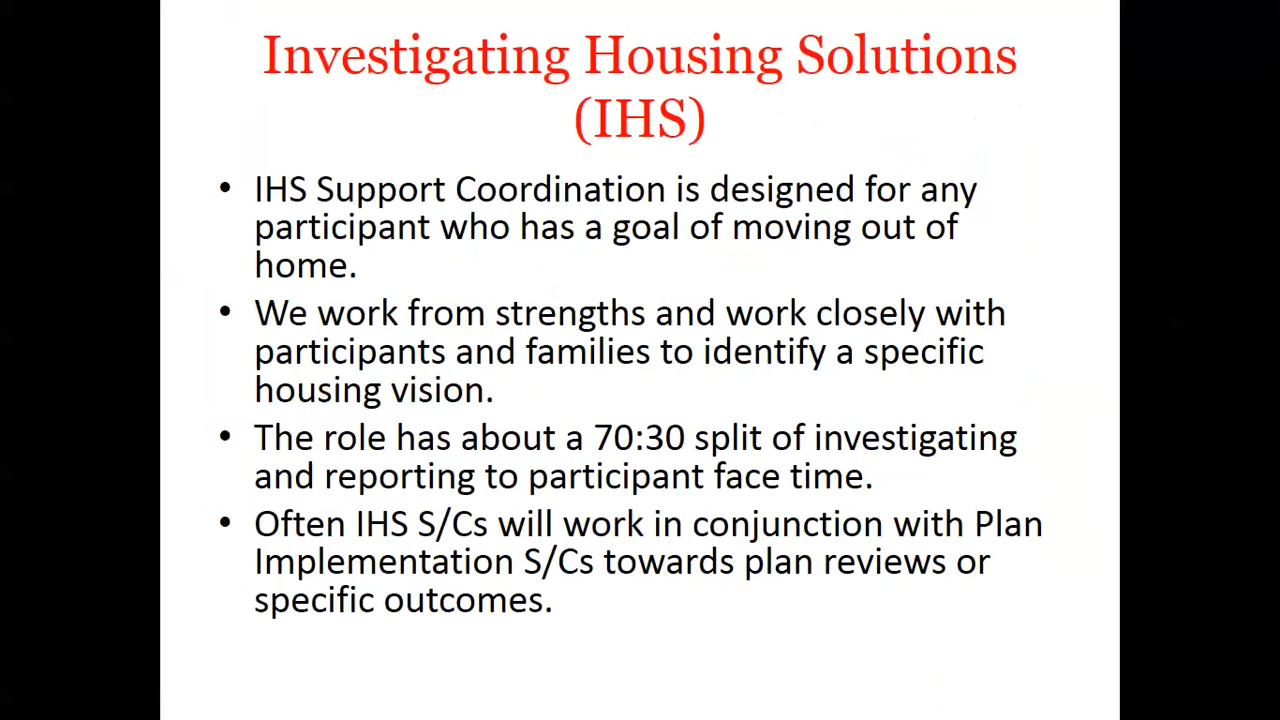 Investigating Housing Solutions
(IHS)
• IHS Support Coordination is designed for any
participant who has a goal of moving out of
home.
• We work from strengths and work closely with
participants and families to identify a specific
housing vision.
• The role has about a 70:30 split of investigating
and reporting to participant face time.
• Often IHS S/Cs will work in conjunction with Plan
Implementation S/Cs towards plan reviews or
specific outcomes.